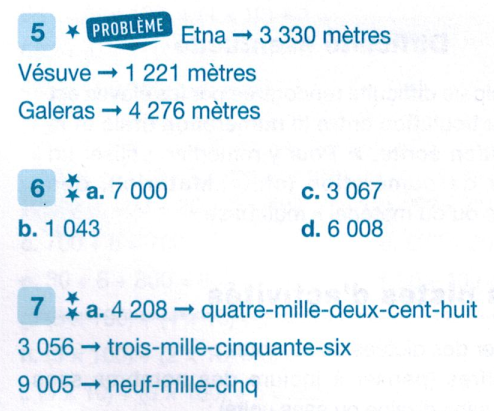 5 ★ PROBLÈME Etna → 3 330 mètres
Vésuve → 1 221 mètres
Galeras → 4 276 mètres
6 ★★ a. 7 000 c. 3 067
b. 1 043 d. 6 008
7 ★★ a. 4 208 → quatre-mille-deux-cent-huit
3 056 → trois-mille-cinquante-six
9 005 → neuf-mille-cinq